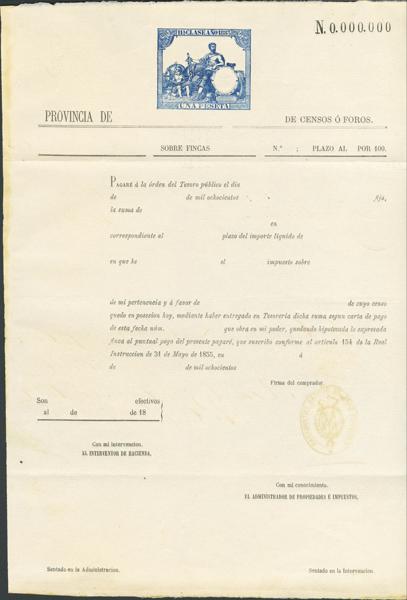 N. 0.000.000
10ª CLASE AÑO 1885
UNA PESETA
PROVINCIA DE DE CENSOS Ó FOROS.
SOBRE FINCAS N.º ; PLAZO AL POR 100.
PAGARÉ á la órden del Tesoro público el dia
de de mil ochocientos fija,
la suma de
en
correspondiente al plazo del importe líquido de
en que he el impuesto sobre
de mi pertenencia y á favor de de cuyo censo
quedo en posesion hoy, mediante haber entregado en Tesorería dicha suma segun carta de pago
de esta fecha núm. que obra en mi poder, quedando hipotecada la expresada
finca al puntual pago del presente pagaré, que suscribo conforme al artículo 154 de la Real
Instruccion de 31 de Mayo de 1855, en á
de de mil ochocientos
Firma del comprador.
Son efectivos
al de de 18
Con mi intervencion.
EL INTERVENTOR DE HACIENDA,
Con mi conocimiento.
EL ADMINISTRADOR DE PROPIEDADES É IMPUESTOS,
Sentado en la Administracion. Sentado en la Intervencion.